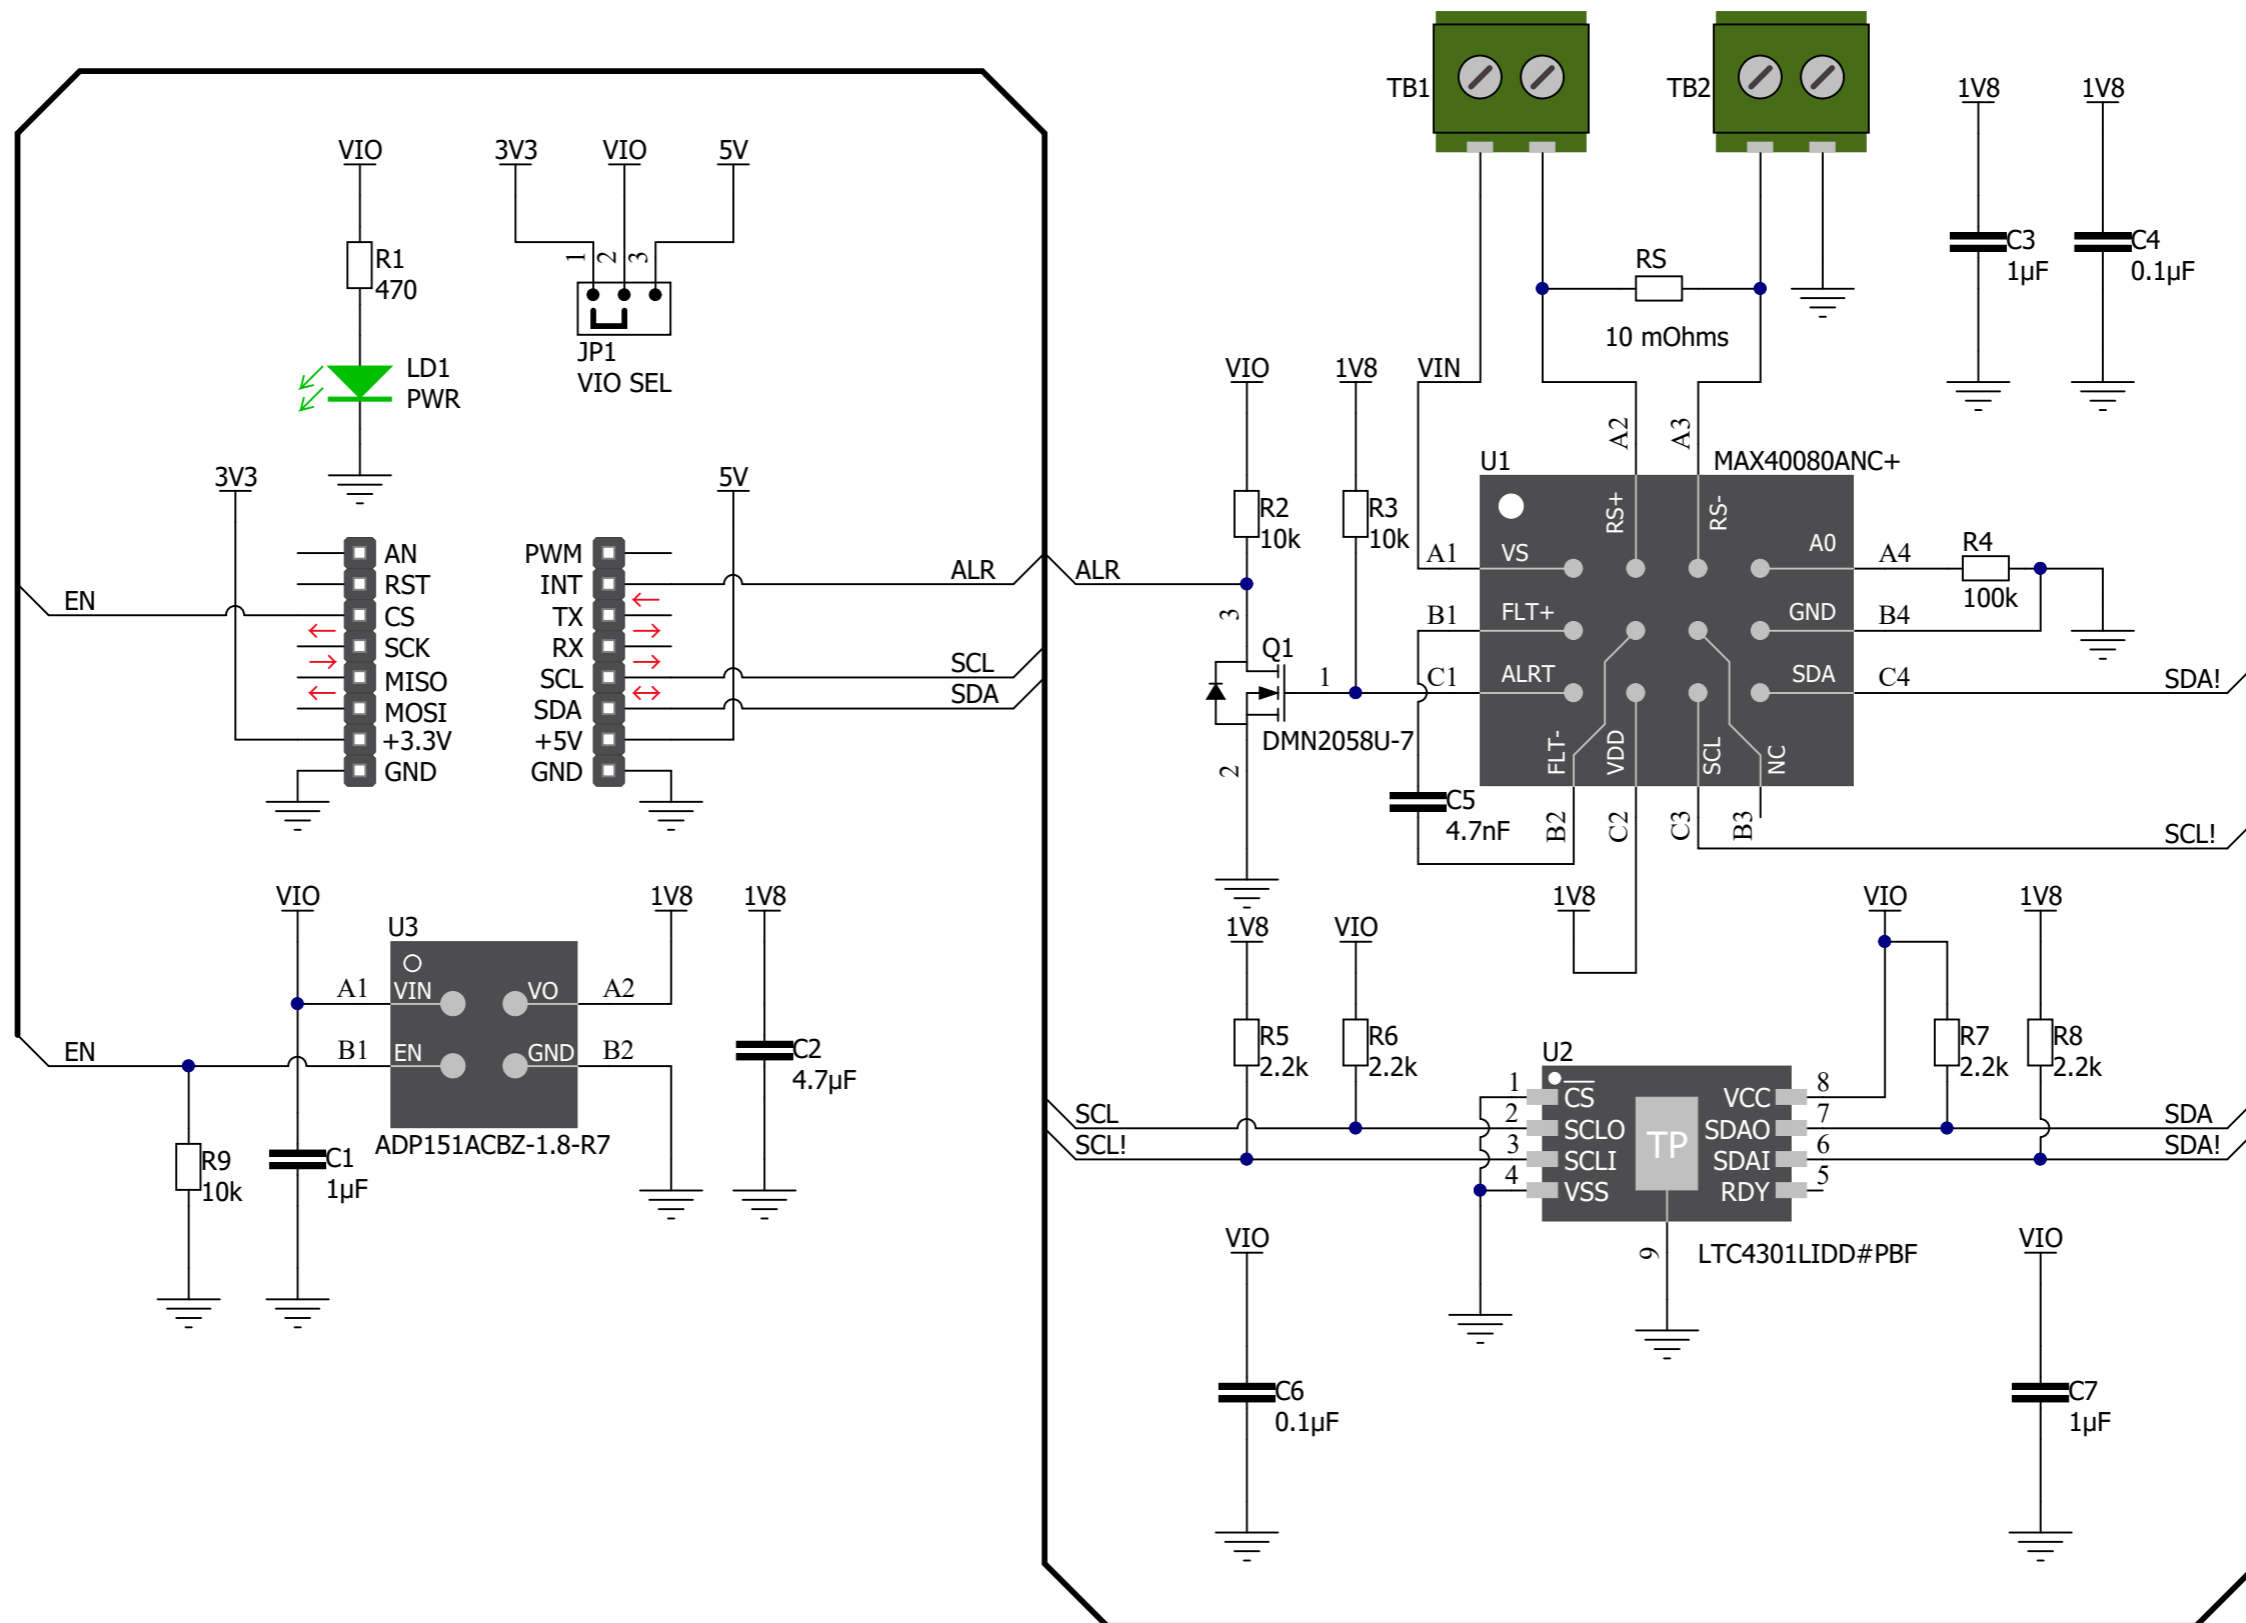 TB1
TB2
1V8
1V8
VIO
3V3
VIO
5V
R1
470
1
2
3
C3
1µF
C4
0.1µF
RS
10 mOhms
JP1
VIO SEL
LD1
PWR
VIO
1V8
VIN
A2
A3
U1
MAX40080ANC+
3V3
5V
R2
10k
R3
10k
RS+
RS-
A1
VS
A0
A4
R4
100k
AN
RST
CS
SCK
MISO
MOSI
+3.3V
GND
PWM
INT
TX
RX
SCL
SDA
+5V
GND
EN
ALR
ALR
SCL
SDA
3
Q1
1
2
DMN2058U-7
B1
FLT+
GND
B4
C1
ALRT
SDA
C4
SDA!
FLT-
VDD
SCL
NC
C5
4.7nF
B2
C2
C3
B3
SCL!
VIO
1V8
1V8
U3
A1
VIN
VO
A2
B1
EN
GND
B2
ADP151ACBZ-1.8-R7
EN
C2
4.7µF
R9
10k
C1
1µF
1V8
VIO
1V8
VIO
1V8
R5
2.2k
R6
2.2k
R7
2.2k
R8
2.2k
U2
1
CS
VCC
8
SCL
2
SCLO
SDAO
7
SDA
SCL!
3
SCLI
TP
SDAI
6
SDA!
4
VSS
RDY
5
9
LTC4301LIDD#PBF
VIO
VIO
C6
0.1µF
C7
1µF